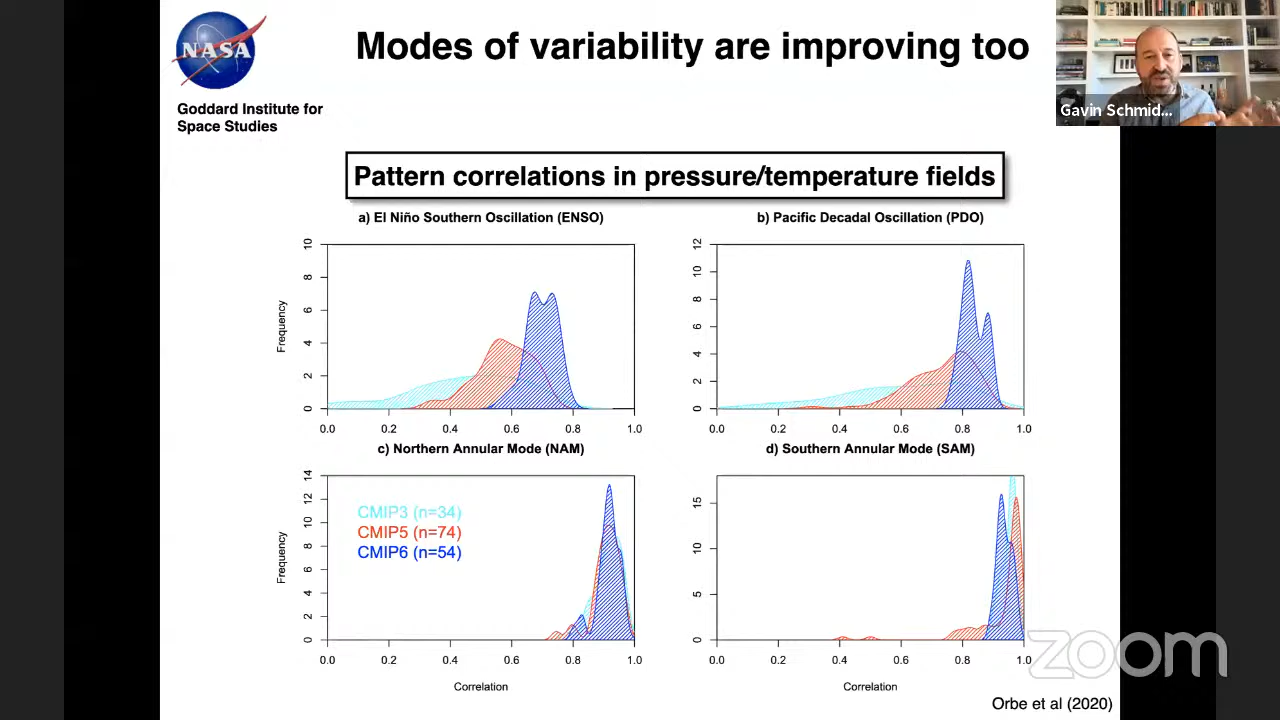 NASA
Modes of variability are improving too
Goddard Institute for
Space Studies
Gavin Schmid...
Pattern correlations in pressure/temperature fields
a) El Niño Southern Oscillation (ENSO)
Frequency
10
8
6
4
2
0
0.0 0.2 0.4 0.6 0.8 1.0
b) Pacific Decadal Oscillation (PDO)
12
10
8
6
4
2
0
0.0 0.2 0.4 0.6 0.8 1.0
c) Northern Annular Mode (NAM)
Frequency
14
12
10
8
6
4
2
0
CMIP3 (n=34)
CMIP5 (n=74)
CMIP6 (n=54)
0.0 0.2 0.4 0.6 0.8 1.0
Correlation
d) Southern Annular Mode (SAM)
15
10
5
0
0.0 0.2 0.4 0.6 0.8 1.0
Correlation
zoom
Orbe et al (2020)